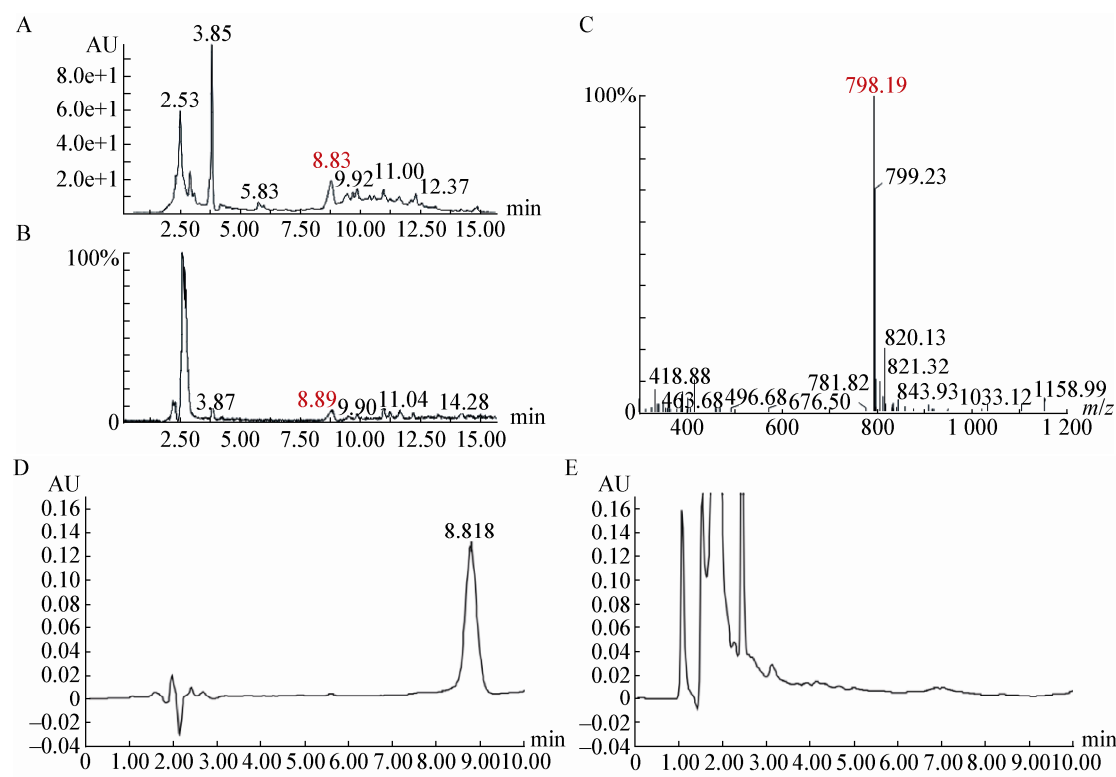 A
AU
8.0e+1
6.0e+1
4.0e+1
2.0e+1
2.53
3.85
5.83
8.83
9.92
11.00
12.37
min
2.50 5.00 7.50 10.00 12.50 15.00
B
100%
0
3.87
8.89
9.90
11.04
14.28
min
2.50 5.00 7.50 10.00 12.50 15.00
C
100%
0
798.19
799.23
820.13
821.32
843.93
418.88
463.68
496.68
676.50
781.82
1033.12
1158.99
m/z
400 600 800 1 000 1 200
D
AU
0.16
0.14
0.12
0.10
0.08
0.06
0.04
0.02
0
–0.02
–0.04
8.818
min
0 1.00 2.00 3.00 4.00 5.00 6.00 7.00 8.00 9.00 10.00
E
AU
0.16
0.14
0.12
0.10
0.08
0.06
0.04
0.02
0
–0.02
–0.04
min
0 1.00 2.00 3.00 4.00 5.00 6.00 7.00 8.00 9.00 10.00